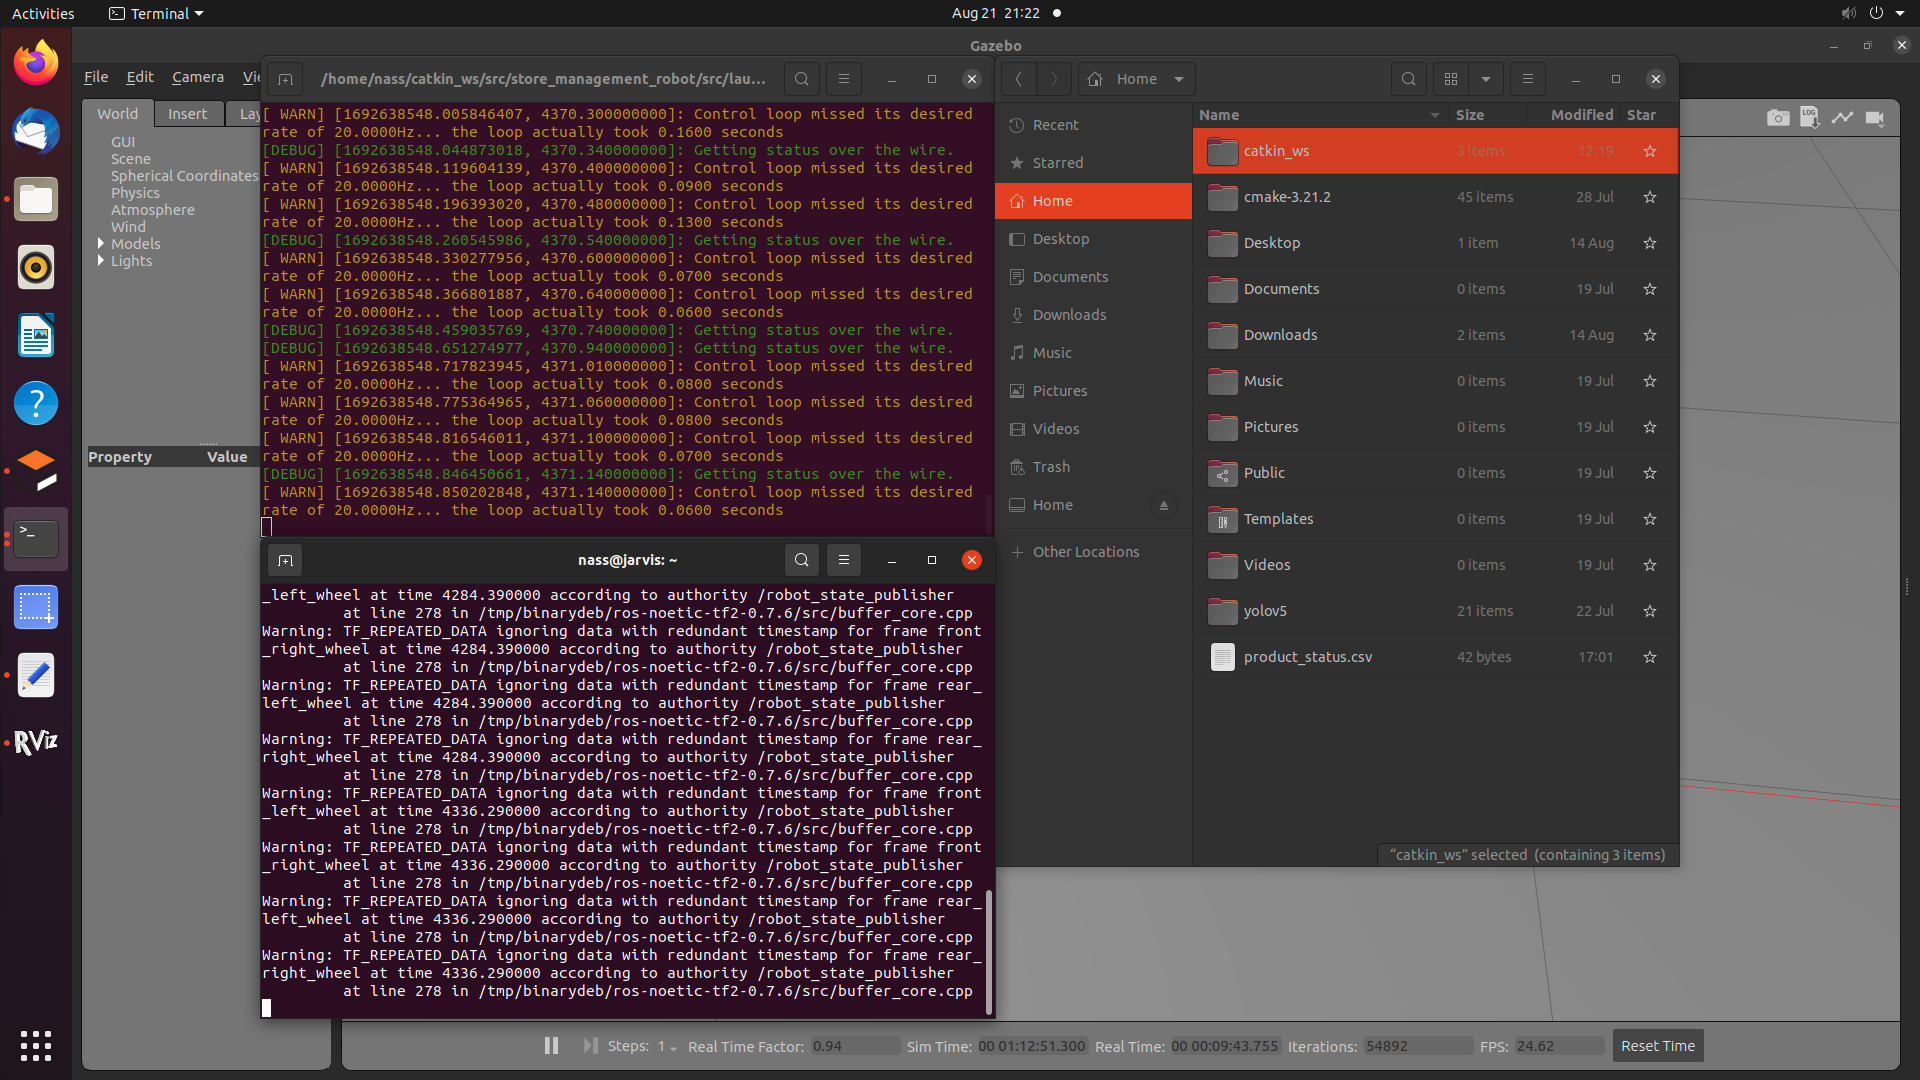 Activities
Terminal
Aug 21 21:22
Gazebo
File Edit Camera Vie
World Insert Lay
GUI
Scene
Spherical Coordinates
Physics
Atmosphere
Wind
Models
Lights
Property Value
/home/nass/catkin_ws/src/store_management_robot/src/lau...
[ WARN] [1692638548.005846407, 4370.300000000]: Control loop missed its desired
rate of 20.0000Hz... the loop actually took 0.1600 seconds
[DEBUG] [1692638548.044873018, 4370.340000000]: Getting status over the wire.
[ WARN] [1692638548.119604139, 4370.400000000]: Control loop missed its desired
rate of 20.0000Hz... the loop actually took 0.0900 seconds
[ WARN] [1692638548.196393020, 4370.480000000]: Control loop missed its desired
rate of 20.0000Hz... the loop actually took 0.1300 seconds
[DEBUG] [1692638548.260545986, 4370.540000000]: Getting status over the wire.
[ WARN] [1692638548.330277956, 4370.600000000]: Control loop missed its desired
rate of 20.0000Hz... the loop actually took 0.0700 seconds
[ WARN] [1692638548.366801887, 4370.640000000]: Control loop missed its desired
rate of 20.0000Hz... the loop actually took 0.0600 seconds
[DEBUG] [1692638548.459035769, 4370.740000000]: Getting status over the wire.
[DEBUG] [1692638548.651274977, 4370.940000000]: Getting status over the wire.
[ WARN] [1692638548.717823945, 4371.010000000]: Control loop missed its desired
rate of 20.0000Hz... the loop actually took 0.0800 seconds
[ WARN] [1692638548.775364965, 4371.060000000]: Control loop missed its desired
rate of 20.0000Hz... the loop actually took 0.0800 seconds
[ WARN] [1692638548.816546011, 4371.100000000]: Control loop missed its desired
rate of 20.0000Hz... the loop actually took 0.0700 seconds
[DEBUG] [1692638548.846450661, 4371.140000000]: Getting status over the wire.
[ WARN] [1692638548.850202848, 4371.140000000]: Control loop missed its desired
rate of 20.0000Hz... the loop actually took 0.0600 seconds
nass@jarvis: ~
_left_wheel at time 4284.390000 according to authority /robot_state_publisher
at line 278 in /tmp/binarydeb/ros-noetic-tf2-0.7.6/src/buffer_core.cpp
Warning: TF_REPEATED_DATA ignoring data with redundant timestamp for frame front
_right_wheel at time 4284.390000 according to authority /robot_state_publisher
at line 278 in /tmp/binarydeb/ros-noetic-tf2-0.7.6/src/buffer_core.cpp
Warning: TF_REPEATED_DATA ignoring data with redundant timestamp for frame rear_
left_wheel at time 4284.390000 according to authority /robot_state_publisher
at line 278 in /tmp/binarydeb/ros-noetic-tf2-0.7.6/src/buffer_core.cpp
Warning: TF_REPEATED_DATA ignoring data with redundant timestamp for frame rear_
right_wheel at time 4284.390000 according to authority /robot_state_publisher
at line 278 in /tmp/binarydeb/ros-noetic-tf2-0.7.6/src/buffer_core.cpp
Warning: TF_REPEATED_DATA ignoring data with redundant timestamp for frame front
_left_wheel at time 4336.290000 according to authority /robot_state_publisher
at line 278 in /tmp/binarydeb/ros-noetic-tf2-0.7.6/src/buffer_core.cpp
Warning: TF_REPEATED_DATA ignoring data with redundant timestamp for frame front
_right_wheel at time 4336.290000 according to authority /robot_state_publisher
at line 278 in /tmp/binarydeb/ros-noetic-tf2-0.7.6/src/buffer_core.cpp
Warning: TF_REPEATED_DATA ignoring data with redundant timestamp for frame rear_
left_wheel at time 4336.290000 according to authority /robot_state_publisher
at line 278 in /tmp/binarydeb/ros-noetic-tf2-0.7.6/src/buffer_core.cpp
Warning: TF_REPEATED_DATA ignoring data with redundant timestamp for frame rear_
right_wheel at time 4336.290000 according to authority /robot_state_publisher
at line 278 in /tmp/binarydeb/ros-noetic-tf2-0.7.6/src/buffer_core.cpp
Home
Recent
Starred
Home
Desktop
Documents
Downloads
Music
Pictures
Videos
Trash
Home
Other Locations
Name Size Modified Star
catkin_ws 3 items 12:19
cmake-3.21.2 45 items 28 Jul
Desktop 1 item 14 Aug
Documents 0 items 19 Jul
Downloads 2 items 14 Aug
Music 0 items 19 Jul
Pictures 0 items 19 Jul
Public 0 items 19 Jul
Templates 0 items 19 Jul
Videos 0 items 19 Jul
yolov5 21 items 22 Jul
product_status.csv 42 bytes 17:01
“catkin_ws” selected (containing 3 items)
LOG
RViz
Steps: 1 Real Time Factor: 0.94 Sim Time: 00 01:12:51.300 Real Time: 00 00:09:43.755 Iterations: 54892 FPS: 24.62 Reset Time